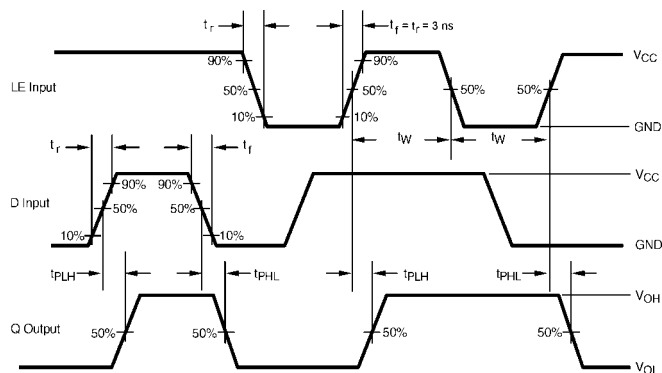 tr
tf = tr = 3 ns
VCC
90%
90%
LE Input
50%
50%
50%
50%
10%
10%
GND
tW
tW
tr
tf
VCC
90%
90%
D Input
50%
50%
10%
10%
GND
tPLH
tPHL
tPLH
tPHL
VOH
Q Output
50%
50%
50%
50%
VOL